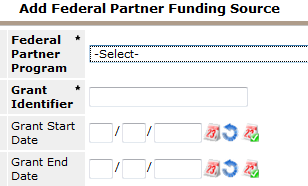 Add Federal Partner Funding Source
Federal *
Partner
Program
-Select-
Grant *
Identifier
Grant Start
Date
/ /
Grant End
Date
/ /